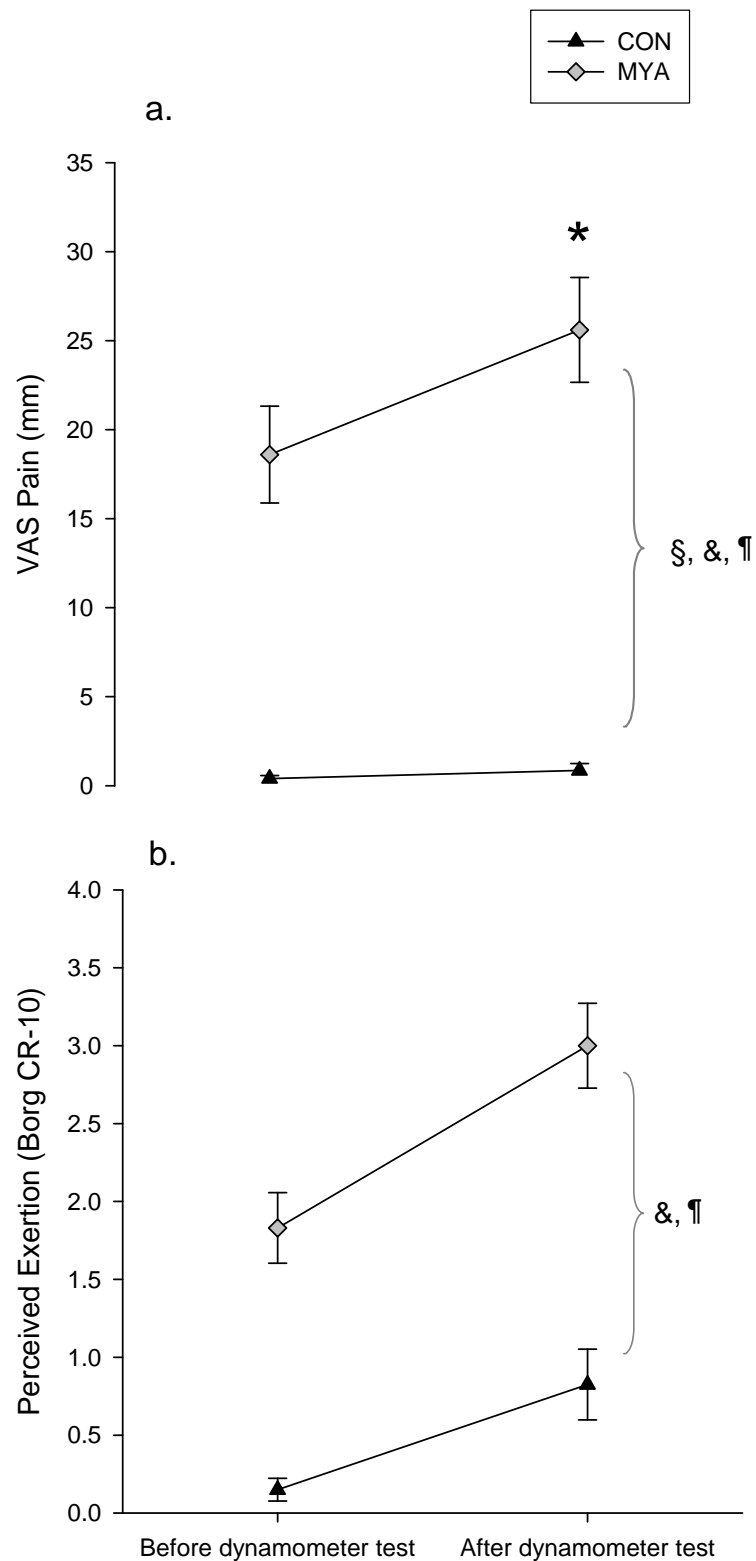 CON
MYA
a.
35
30
25
20
15
10
5
0
VAS Pain (mm)
*
§, &, ¶
b.
4.0
3.5
3.0
2.5
2.0
1.5
1.0
0.5
0.0
Perceived Exertion (Borg CR-10)
&, ¶
Before dynamometer test
After dynamometer test